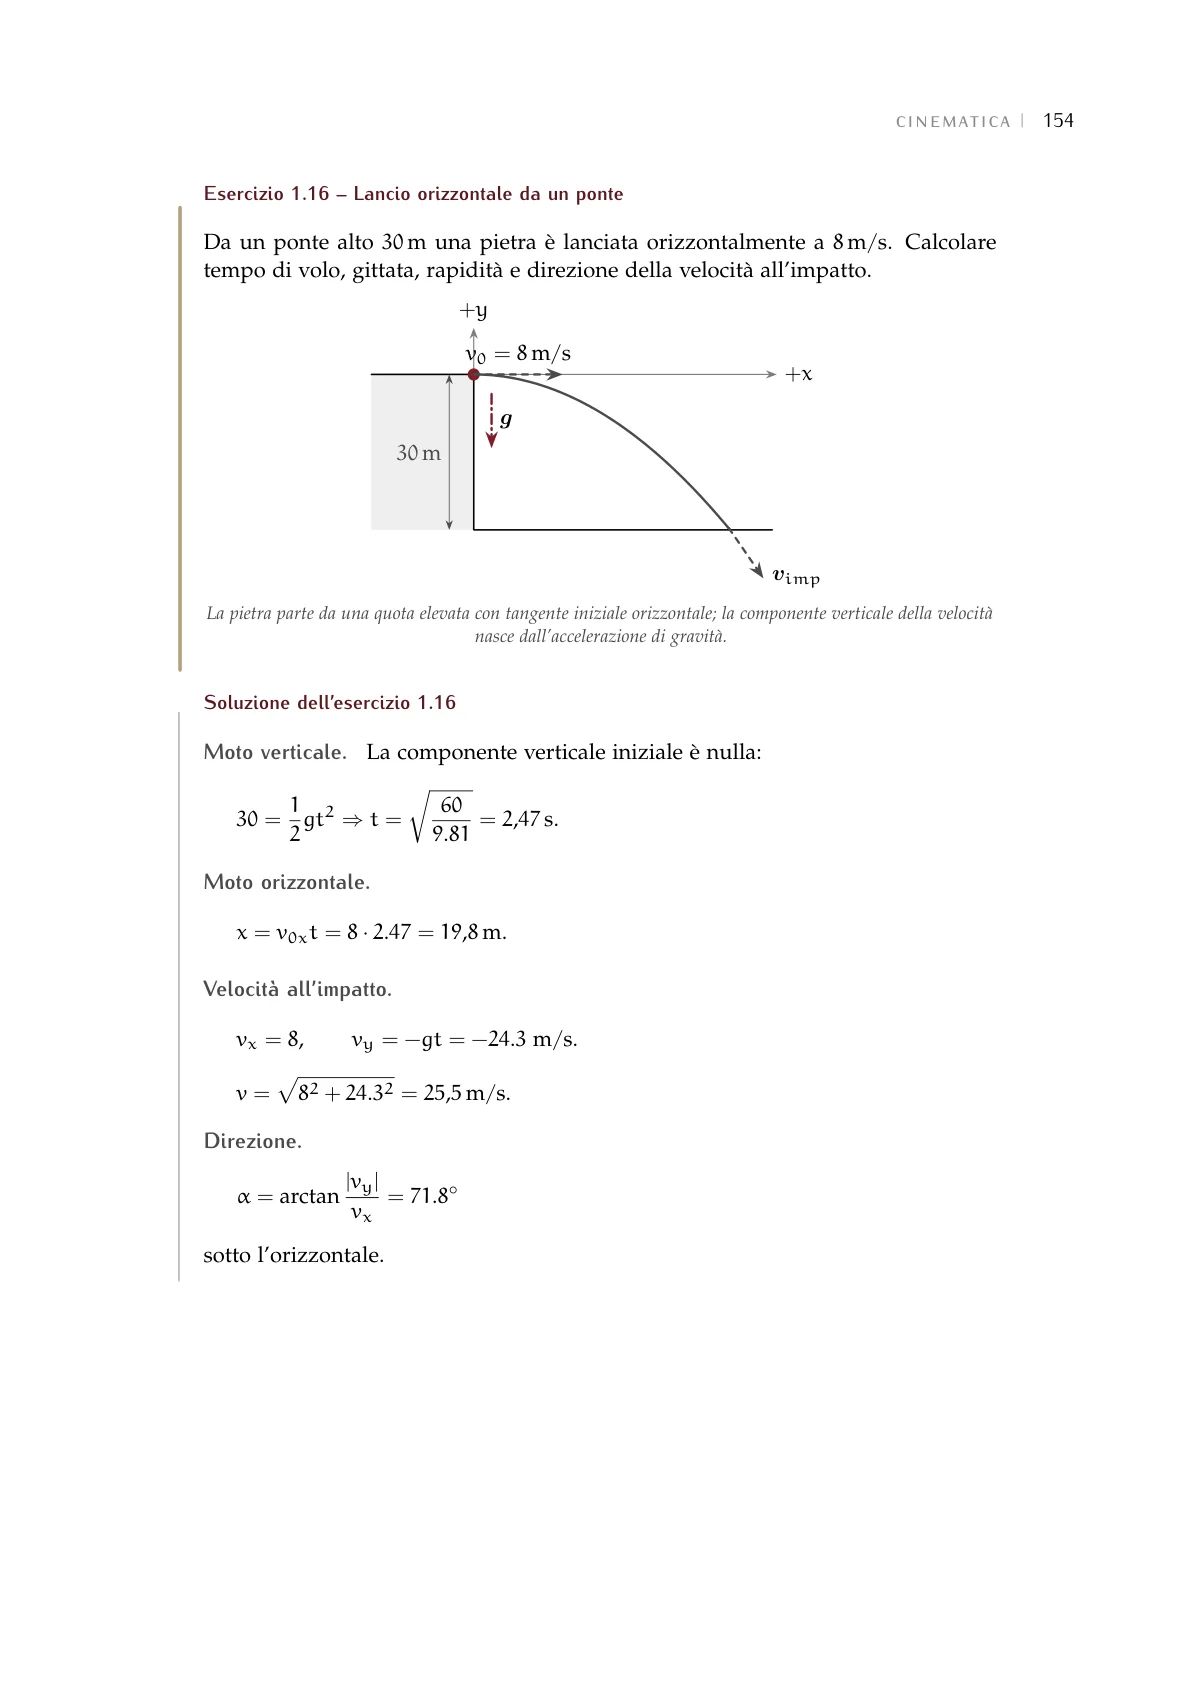 CINEMATICA | 154
Esercizio 1.16 – Lancio orizzontale da un ponte
Da un ponte alto 30 m una pietra è lanciata orizzontalmente a 8 m/s. Calcolare
tempo di volo, gittata, rapidità e direzione della velocità all'impatto.
+y
v₀ = 8 m/s
+x
g
30 m
v_imp
La pietra parte da una quota elevata con tangente iniziale orizzontale; la componente verticale della velocità
nasce dall'accelerazione di gravità.
Soluzione dell'esercizio 1.16
Moto verticale. La componente verticale iniziale è nulla:
30 = 1/2 gt² ⇒ t = √(60/9.81) = 2,47 s.
Moto orizzontale.
x = v₀ₓt = 8 · 2.47 = 19,8 m.
Velocità all'impatto.
vₓ = 8, v_y = −gt = −24.3 m/s.
v = √(8² + 24.3²) = 25,5 m/s.
Direzione.
α = arctan |v_y|/vₓ = 71.8°
sotto l'orizzontale.